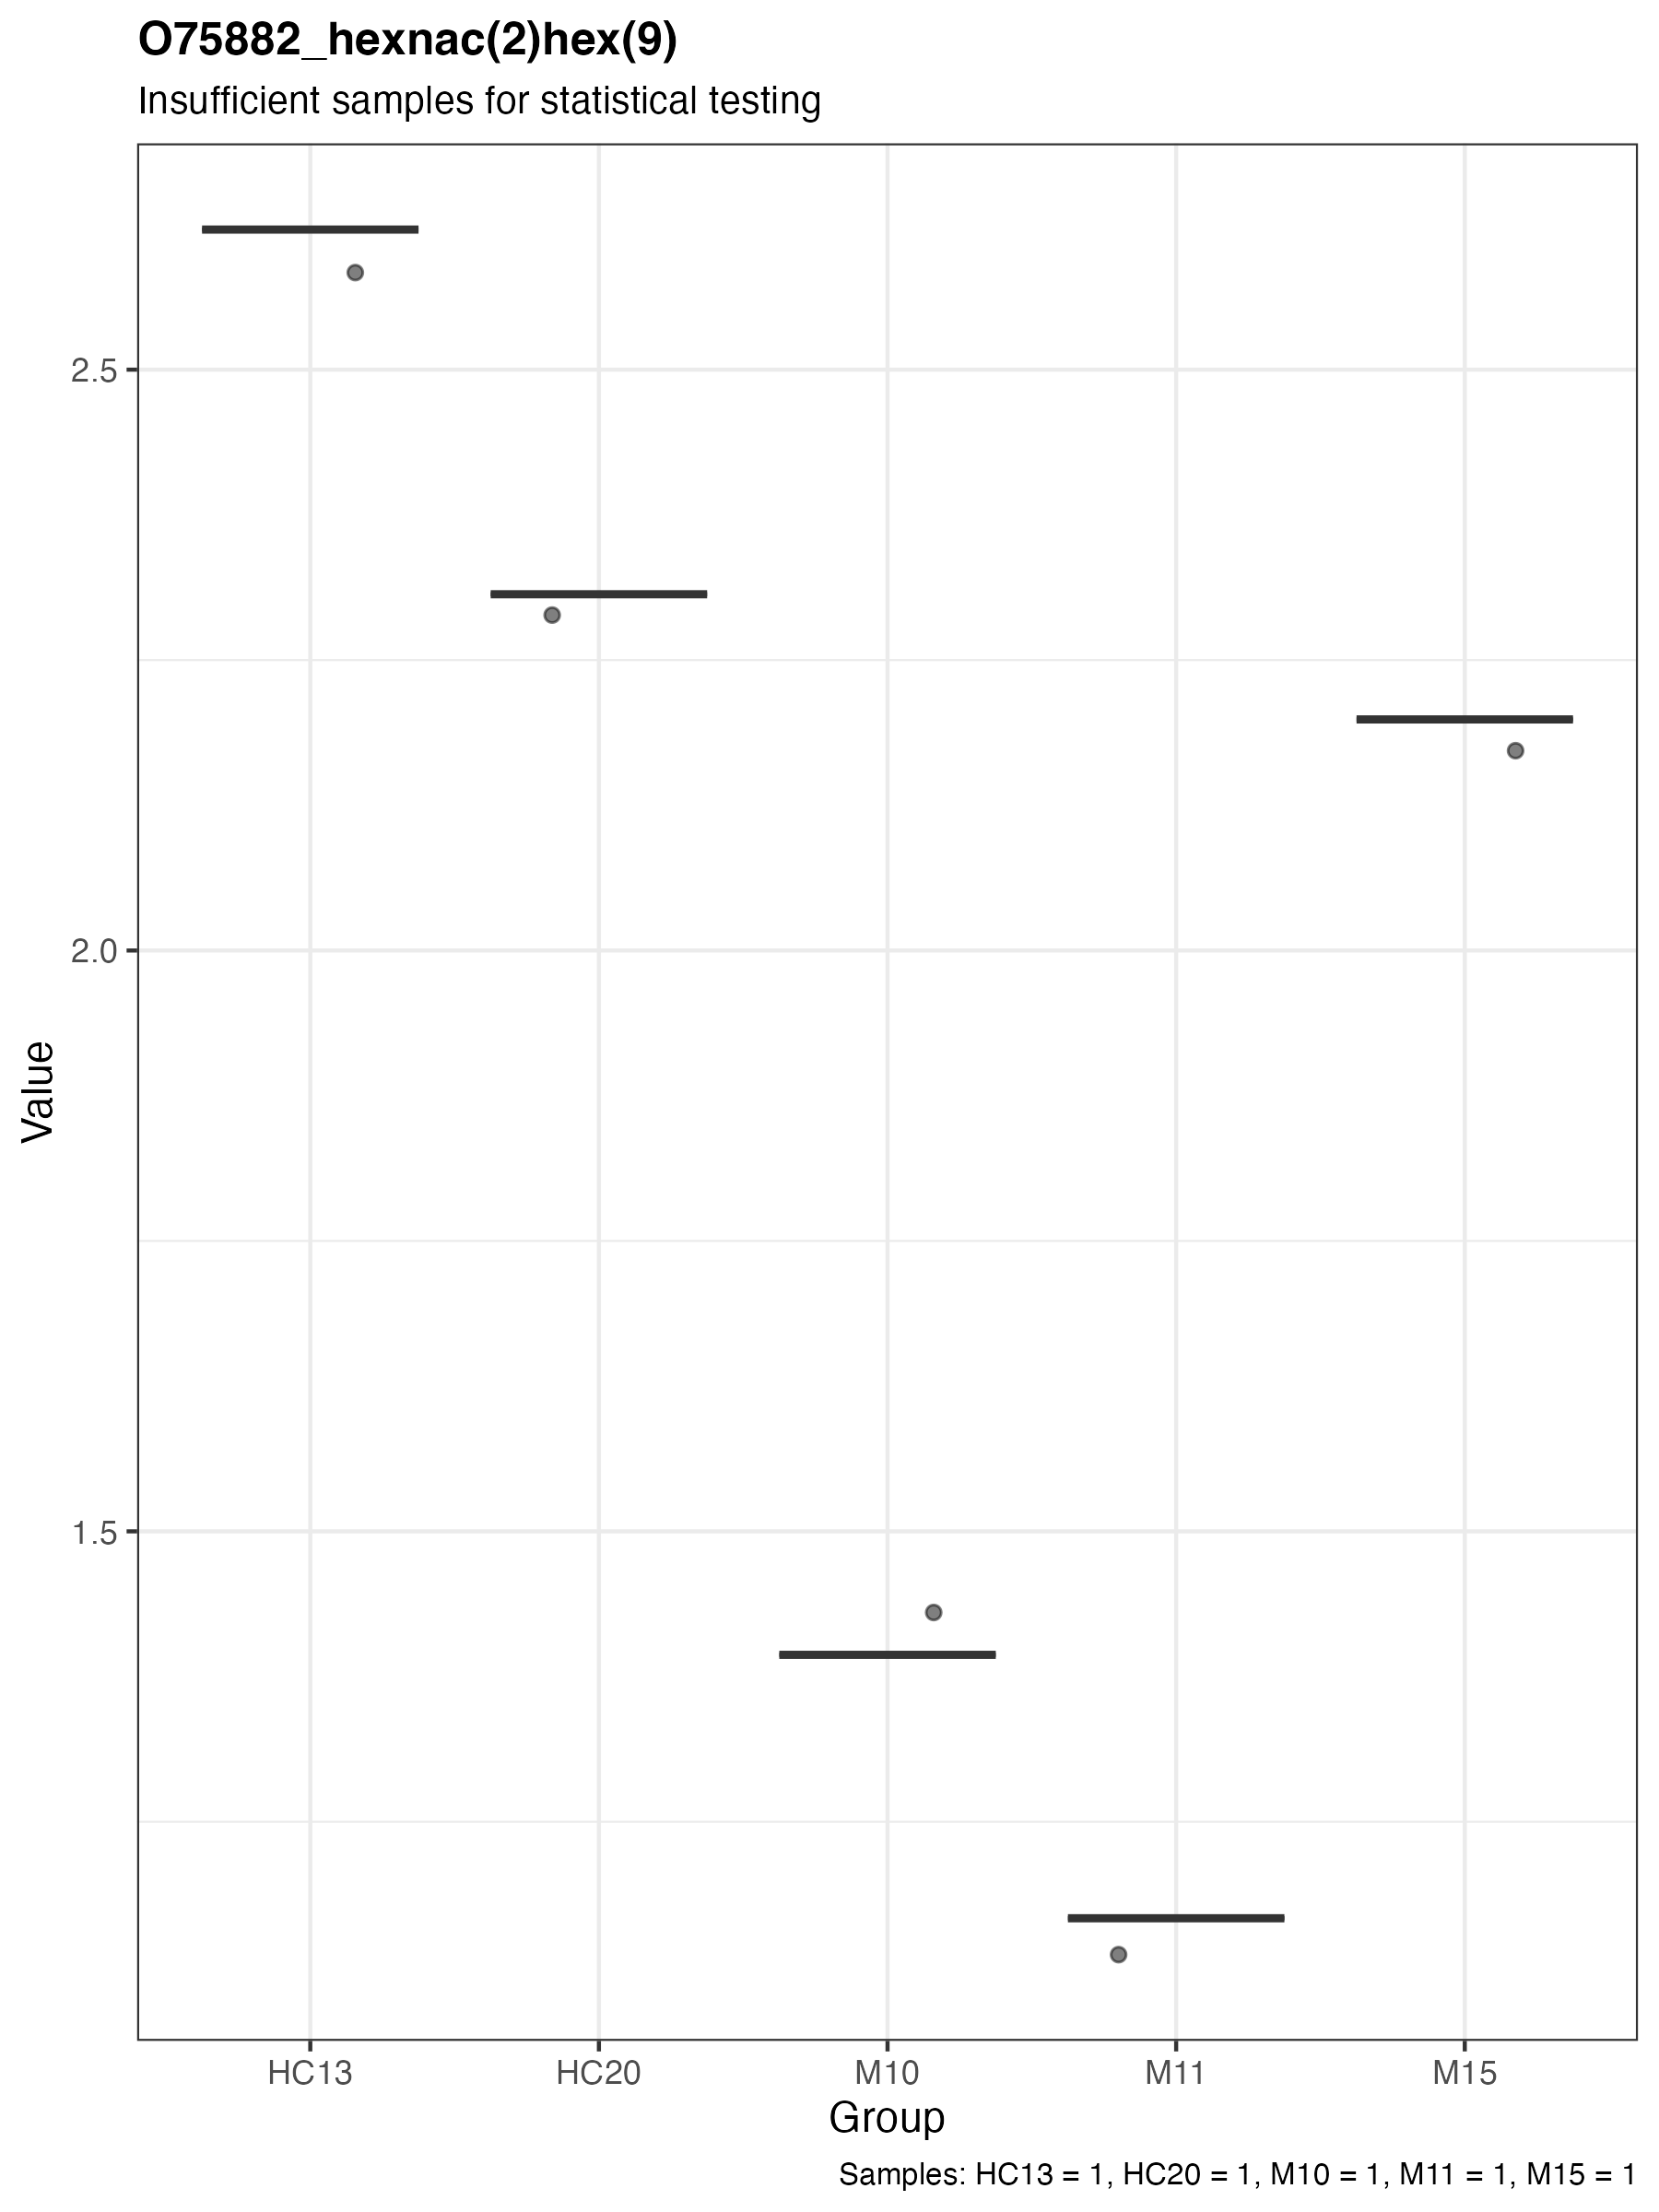 O75882_hexnac(2)hex(9)
Insufficient samples for statistical testing
2.5
2.0
1.5
Value
HC13 HC20 M10 M11 M15
Group
Samples: HC13 = 1, HC20 = 1, M10 = 1, M11 = 1, M15 = 1